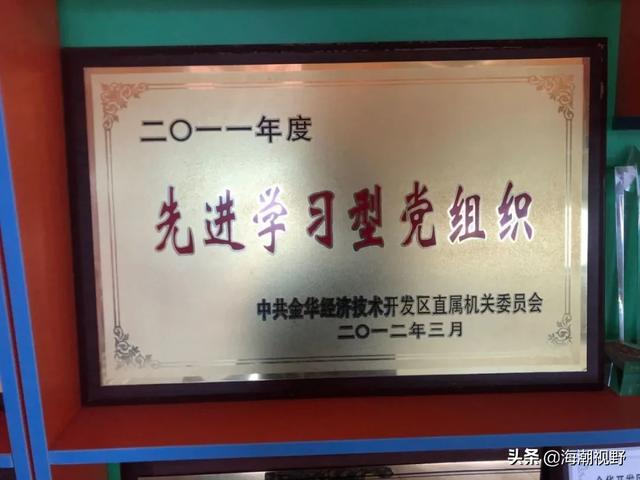 二〇一一年度
先进学习型党组织
中共金华经济技术开发区直属机关委员会
二〇一二年三月
头条 @海潮视野